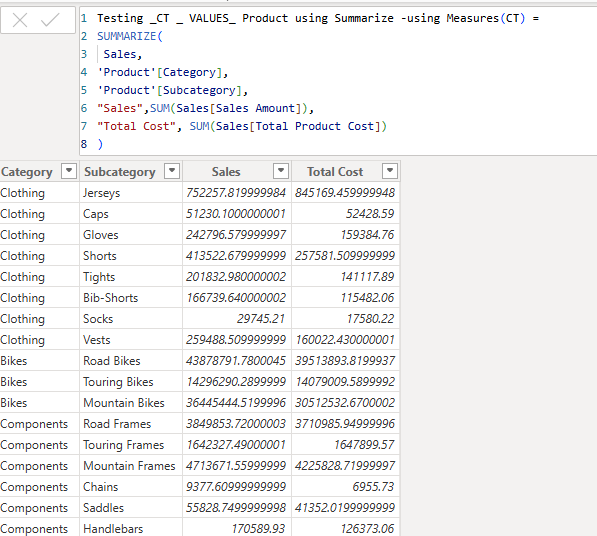 1 Testing _CT _ VALUES_ Product using Summarize -using Measures(CT) =
2 SUMMARIZE(
3 Sales,
4 'Product'[Category],
5 'Product'[Subcategory],
6 "Sales",SUM(Sales[Sales Amount]),
7 "Total Cost", SUM(Sales[Total Product Cost])
8 )
Category Subcategory Sales Total Cost
Clothing Jerseys 752257.819999984 845169.459999948
Clothing Caps 51230.1000000001 52428.59
Clothing Gloves 242796.579999997 159384.76
Clothing Shorts 413522.679999999 257581.509999999
Clothing Tights 201832.980000002 141117.89
Clothing Bib-Shorts 166739.640000002 115482.06
Clothing Socks 29745.21 17580.22
Clothing Vests 259488.509999999 160022.430000001
Bikes Road Bikes 43878791.7800045 39513893.8199937
Bikes Touring Bikes 14296290.2899999 14079009.5899992
Bikes Mountain Bikes 36445444.5199996 30512532.6700002
Components Road Frames 3849853.72000003 3710985.94999996
Components Touring Frames 1642327.49000001 1647899.57
Components Mountain Frames 4713671.55999999 4225828.71999997
Components Chains 9377.60999999999 6955.73
Components Saddles 55828.7499999998 41352.0199999999
Components Handlebars 170589.93 126373.06